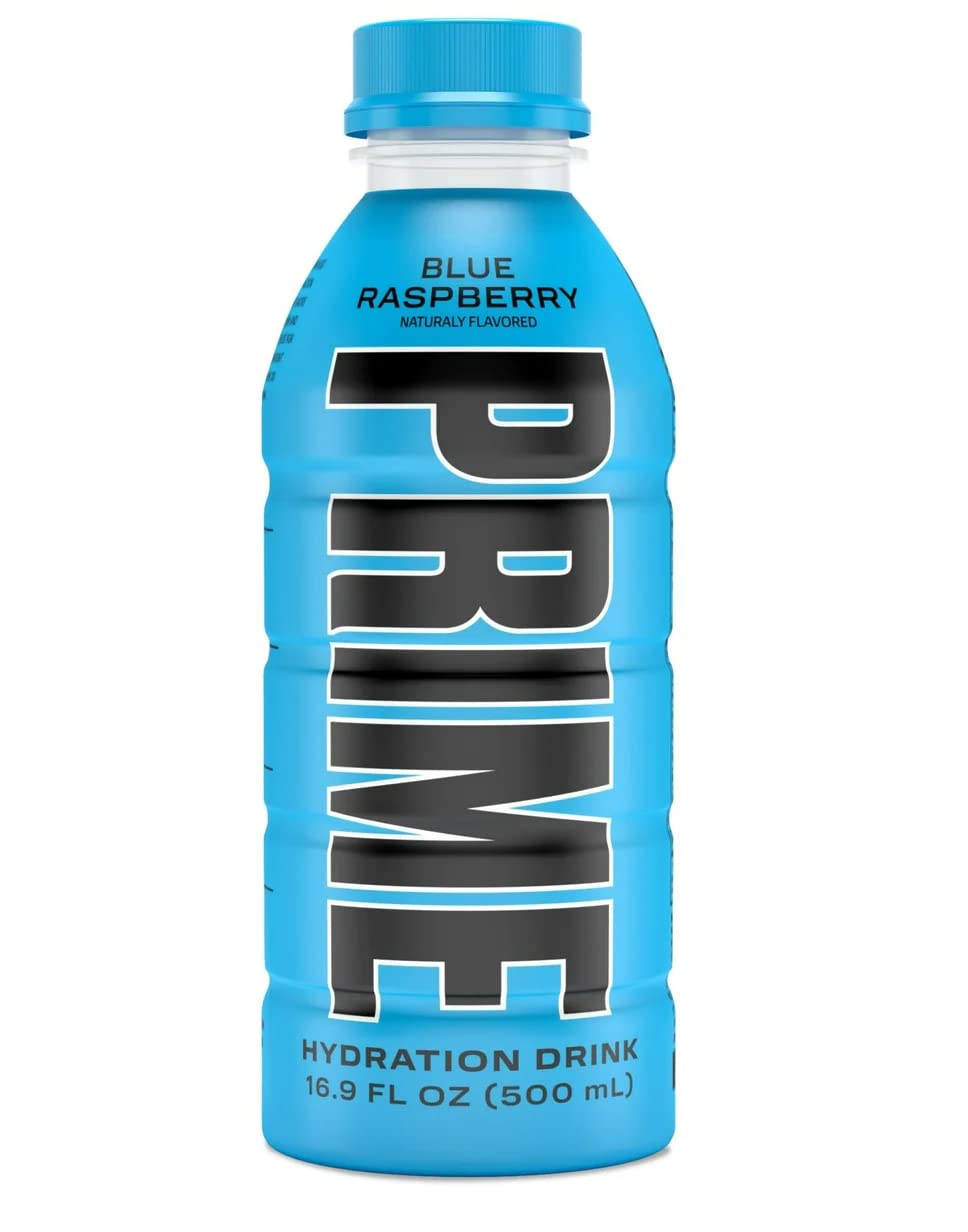 BLUE
RASPBERRY
NATURALY FLAVORED
PRIME
HYDRATION DRINK
16.9 FL OZ (500 mL)